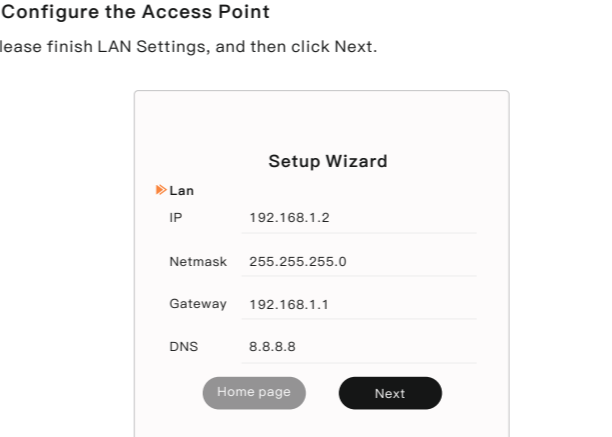 Configure the Access Point
lease finish LAN Settings, and then click Next.
Setup Wizard
Lan
IP 192.168.1.2
Netmask 255.255.255.0
Gateway 192.168.1.1
DNS 8.8.8.8
Home page Next